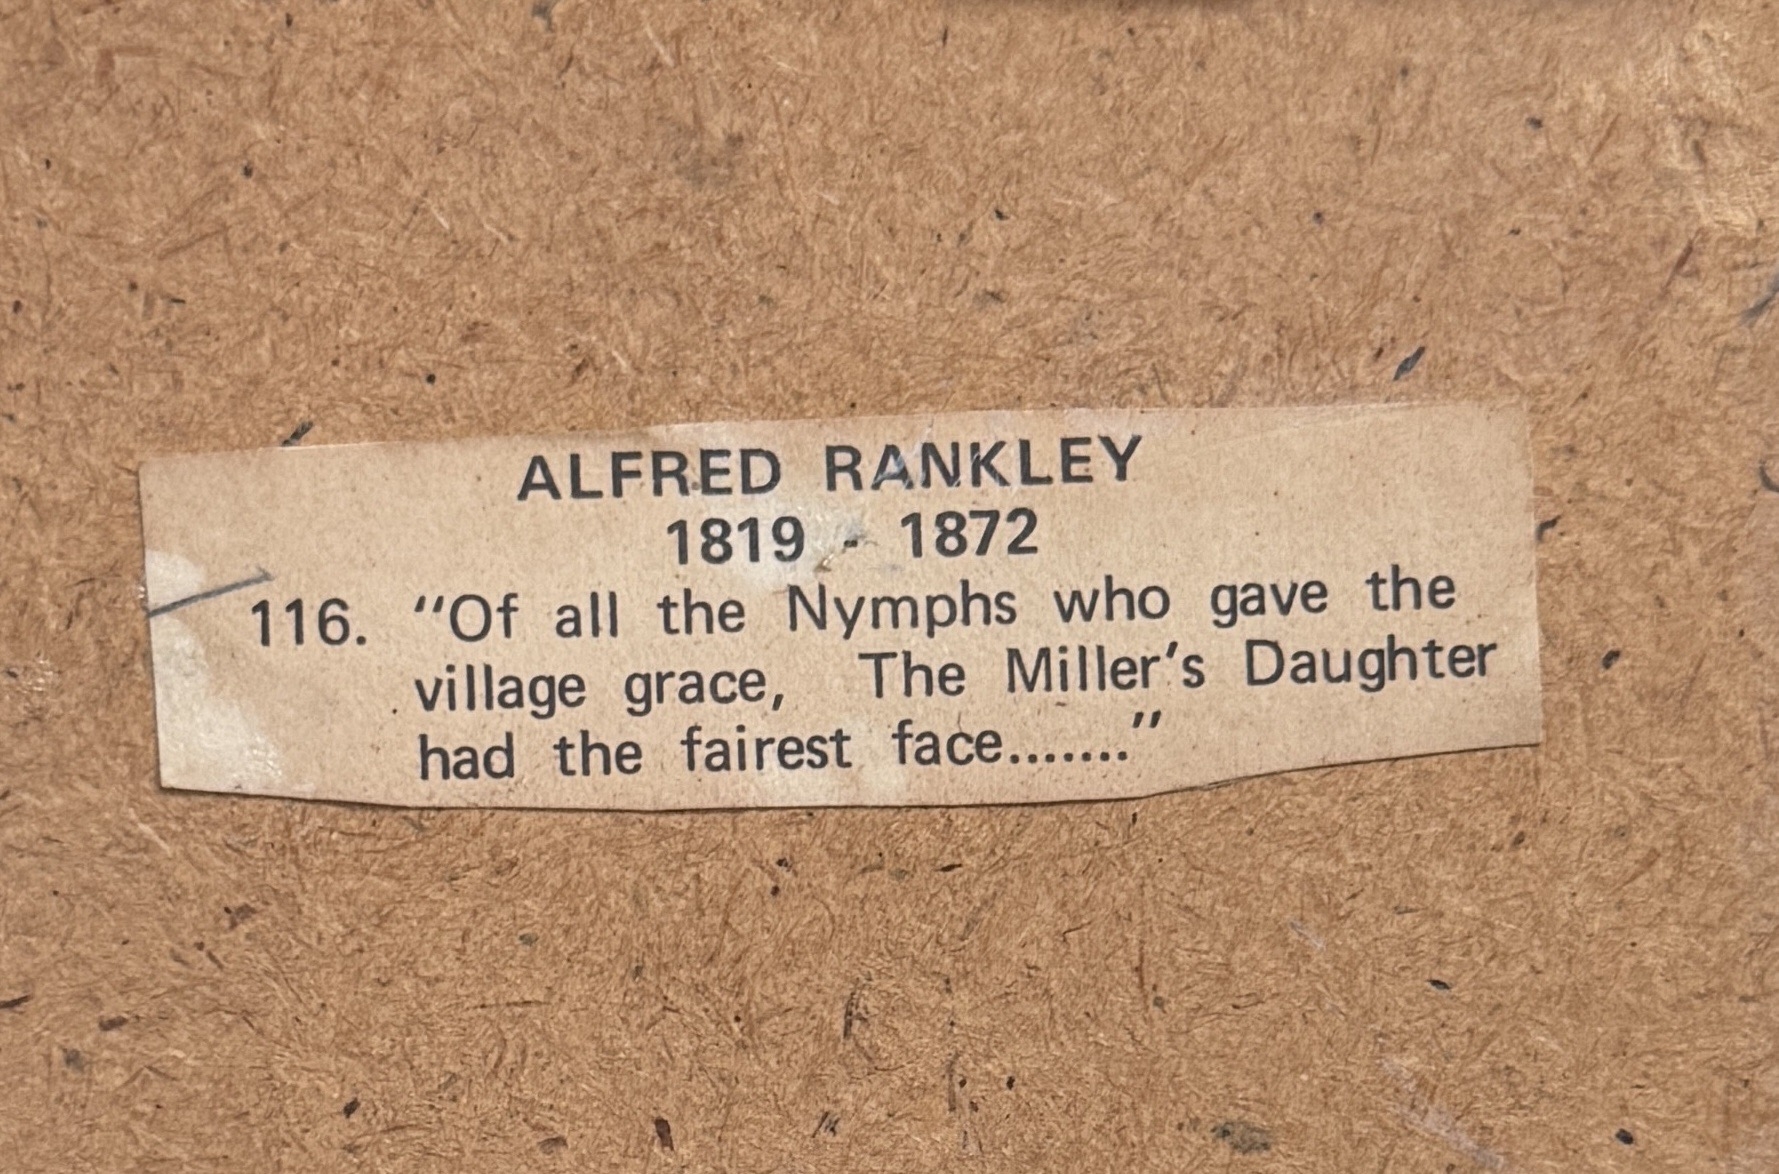 ALFRED RANKLEY
1819 - 1872
116. "Of all the Nymphs who gave the
village grace, The Miller's Daughter
had the fairest face......."